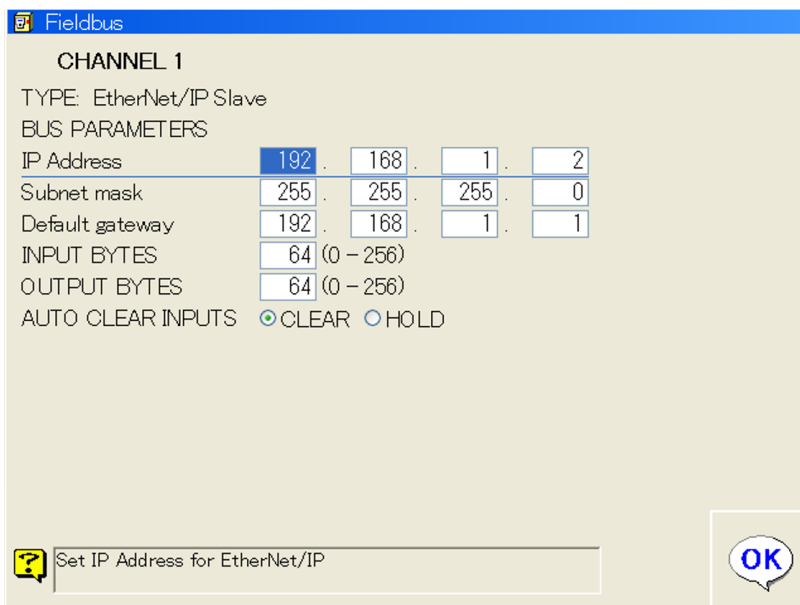 Fieldbus
CHANNEL 1
TYPE: EtherNet/IP Slave
BUS PARAMETERS
IP Address 192 . 168 . 1 . 2
Subnet mask 255 . 255 . 255 . 0
Default gateway 192 . 168 . 1 . 1
INPUT BYTES 64 (0 – 256)
OUTPUT BYTES 64 (0 – 256)
AUTO CLEAR INPUTS CLEAR HOLD
Set IP Address for EtherNet/IP
OK